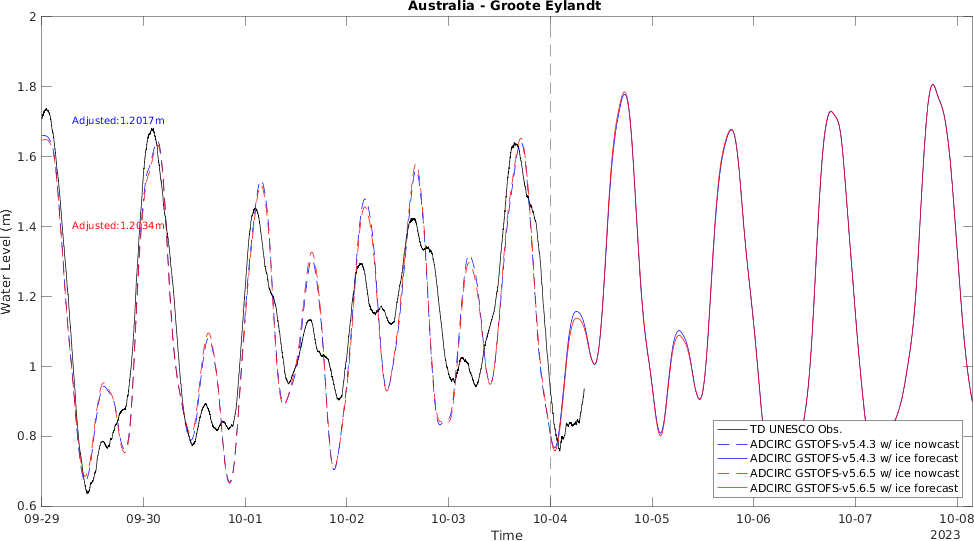 Australia - Groote Eylandt
Water Level (m)
2
1.8
1.6
1.4
1.2
1
0.8
0.6
Adjusted:1.2017m
Adjusted:1.2034m
TD UNESCO Obs.
ADCIRC GSTOFS-v5.4.3 w/ ice nowcast
ADCIRC GSTOFS-v5.4.3 w/ ice forecast
ADCIRC GSTOFS-v5.6.5 w/ ice nowcast
ADCIRC GSTOFS-v5.6.5 w/ ice forecast
09-29 09-30 10-01 10-02 10-03 10-04 10-05 10-06 10-07 10-08
Time 2023